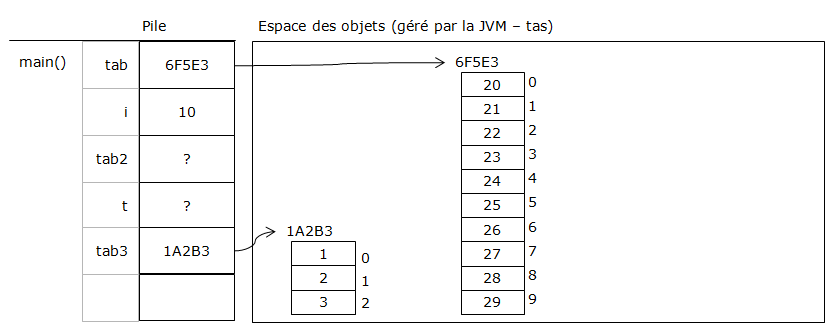 Pile
Espace des objets (géré par la JVM – tas)
main()
tab
6F5E3
6F5E3
20 0
i
10
21 1
22 2
tab2
?
23 3
24 4
t
?
25 5
26 6
tab3
1A2B3
1A2B3
27 7
1 0
28 8
2 1
29 9
3 2